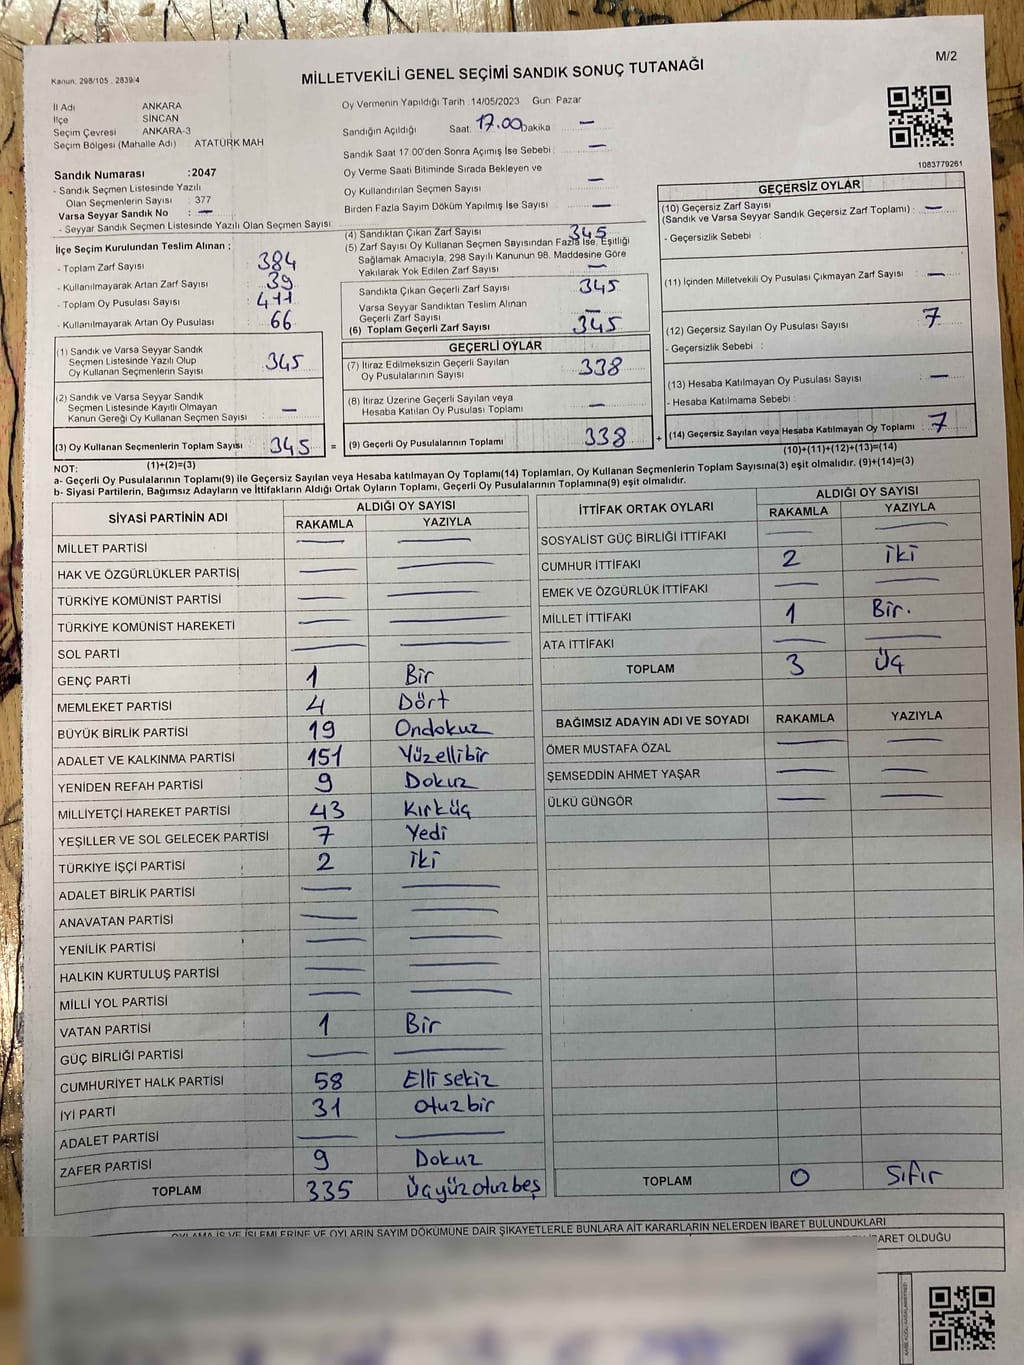 M/2
Kanun, 298/105 , 2839/4
MİLLETVEKİLİ GENEL SEÇİMİ SANDIK SONUÇ TUTANAĞI
İl Adı ANKARA
İlçe SİNCAN
Seçim Çevresi ANKARA-3
Seçim Bölgesi (Mahalle Adı) ATATÜRK MAH
Oy Vermenin Yapıldığı Tarih :14/05/2023 Gün: Pazar
Sandığın Açıldığı Saat: 17.00 Dakika —
Sandık Saat 17:00'den Sonra Açımış İse Sebebi : —
Oy Verme Saati Bitiminde Sırada Bekleyen ve
Oy Kullandırılan Seçmen Sayısı —
Birden Fazla Sayım Döküm Yapılmış İse Sayısı —
1083779261
Sandık Numarası :2047
- Sandık Seçmen Listesinde Yazılı
Olan Seçmenlerin Sayısı : 377
Varsa Seyyar Sandık No : —
- Seyyar Sandık Seçmen Listesinde Yazılı Olan Seçmen Sayısı
İlçe Seçim Kurulundan Teslim Alınan :
- Toplam Zarf Sayısı 384
- Kullanılmayarak Artan Zarf Sayısı 39
- Toplam Oy Pusulası Sayısı 411
- Kullanılmayarak Artan Oy Pusulası 66
(1) Sandık ve Varsa Seyyar Sandık
Seçmen Listesinde Yazılı Olup
Oy Kullanan Seçmenlerin Sayısı 345
(2) Sandık ve Varsa Seyyar Sandık
Seçmen Listesinde Kayıtlı Olmayan
Kanun Gereği Oy Kullanan Seçmen Sayısı —
(3) Oy Kullanan Seçmenlerin Toplam Sayısı 345 =
(1)+(2)=(3)
(4) Sandıktan Çıkan Zarf Sayısı 345
(5) Zarf Sayısı Oy Kullanan Seçmen Sayısından Fazla İse, Eşitliği
Sağlamak Amacıyla, 298 Sayılı Kanunun 98. Maddesine Göre
Yakılarak Yok Edilen Zarf Sayısı —
Sandıkta Çıkan Geçerli Zarf Sayısı 345
Varsa Seyyar Sandıktan Teslim Alınan
Geçerli Zarf Sayısı —
(6) Toplam Geçerli Zarf Sayısı 345
GEÇERLİ OYLAR
(7) İtiraz Edilmeksizin Geçerli Sayılan
Oy Pusulalarının Sayısı 338
(8) İtiraz Üzerine Geçerli Sayılan veya
Hesaba Katılan Oy Pusulası Toplamı —
(9) Geçerli Oy Pusulalarının Toplamı 338 +
GEÇERSİZ OYLAR
(10) Geçersiz Zarf Sayısı
(Sandık ve Varsa Seyyar Sandık Geçersiz Zarf Toplamı) : —
- Geçersizlik Sebebi :
(11) İçinden Milletvekili Oy Pusulası Çıkmayan Zarf Sayısı —
(12) Geçersiz Sayılan Oy Pusulası Sayısı 7
- Geçersizlik Sebebi :
(13) Hesaba Katılmayan Oy Pusulası Sayısı —
- Hesaba Katılmama Sebebi :
(14) Geçersiz Sayılan veya Hesaba Katılmayan Oy Toplamı 7
(10)+(11)+(12)+(13)=(14)
NOT:
a- Geçerli Oy Pusulalarının Toplamı(9) ile Geçersiz Sayılan veya Hesaba katılmayan Oy Toplamı(14) Toplamları, Oy Kullanan Seçmenlerin Toplam Sayısına(3) eşit olmalıdır. (9)+(14)=(3)
b- Siyasi Partilerin, Bağımsız Adayların ve İttifakların Aldığı Ortak Oyların Toplamı, Geçerli Oy Pusulalarının Toplamına(9) eşit olmalıdır.
SİYASİ PARTİNİN ADI ALDIĞI OY SAYISI
RAKAMLA YAZIYLA
MİLLET PARTİSİ — —
HAK VE ÖZGÜRLÜKLER PARTİSİ — —
TÜRKİYE KOMÜNİST PARTİSİ — —
TÜRKİYE KOMÜNİST HAREKETİ — —
SOL PARTİ — —
GENÇ PARTİ 1 Bir
MEMLEKET PARTİSİ 4 Dört
BÜYÜK BİRLİK PARTİSİ 19 Ondokuz
ADALET VE KALKINMA PARTİSİ 151 Yüzellibir
YENİDEN REFAH PARTİSİ 9 Dokuz
MİLLİYETÇİ HAREKET PARTİSİ 43 Kırküç
YEŞİLLER VE SOL GELECEK PARTİSİ 7 Yedi
TÜRKİYE İŞÇİ PARTİSİ 2 iki
ADALET BİRLİK PARTİSİ — —
ANAVATAN PARTİSİ — —
YENİLİK PARTİSİ — —
HALKIN KURTULUŞ PARTİSİ — —
MİLLİ YOL PARTİSİ — —
VATAN PARTİSİ 1 Bir
GÜÇ BİRLİĞİ PARTİSİ — —
CUMHURİYET HALK PARTİSİ 58 Elli sekiz
İYİ PARTİ 31 otuzbir
ADALET PARTİSİ — —
ZAFER PARTİSİ 9 Dokuz
TOPLAM 335 Üçyüzotuzbeş
İTTİFAK ORTAK OYLARI ALDIĞI OY SAYISI
RAKAMLA YAZIYLA
SOSYALİST GÜÇ BİRLİĞİ İTTİFAKI — —
CUMHUR İTTİFAKI 2 iki
EMEK VE ÖZGÜRLÜK İTTİFAKI — —
MİLLET İTTİFAKI 1 Bir.
ATA İTTİFAKI — —
TOPLAM 3 Üç
BAĞIMSIZ ADAYIN ADI VE SOYADI RAKAMLA YAZIYLA
ÖMER MUSTAFA ÖZAL — —
ŞEMSEDDİN AHMET YAŞAR — —
ÜLKÜ GÜNGÖR — —
TOPLAM 0 Sıfır
OYLAMA İŞ VE İŞLEMLERİNE VE OYLARIN SAYIM DÖKÜMÜNE DAİR ŞİKAYETLERLE BUNLARA AİT KARARLARIN NELERDEN İBARET BULUNDUKLARI
BARET OLDUĞU